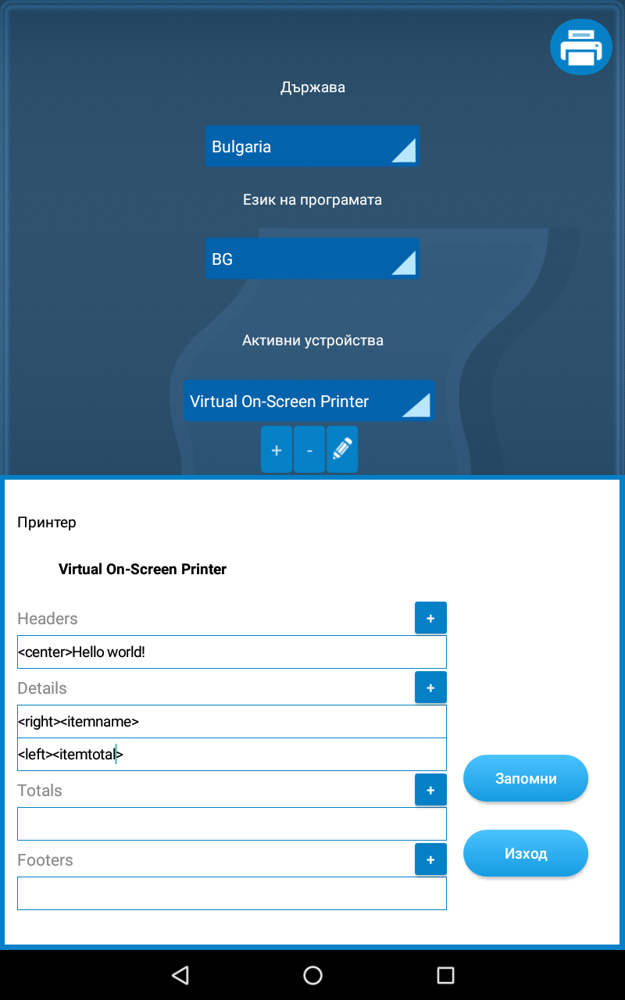 Държава
Bulgaria
Език на програмата
BG
Активни устройства
Virtual On-Screen Printer
+ -
Принтер
Virtual On-Screen Printer
Headers +
<center>Hello world!
Details +
<right><itemname>
<left><itemtotal>
Запомни
Totals +
Изход
Footers +